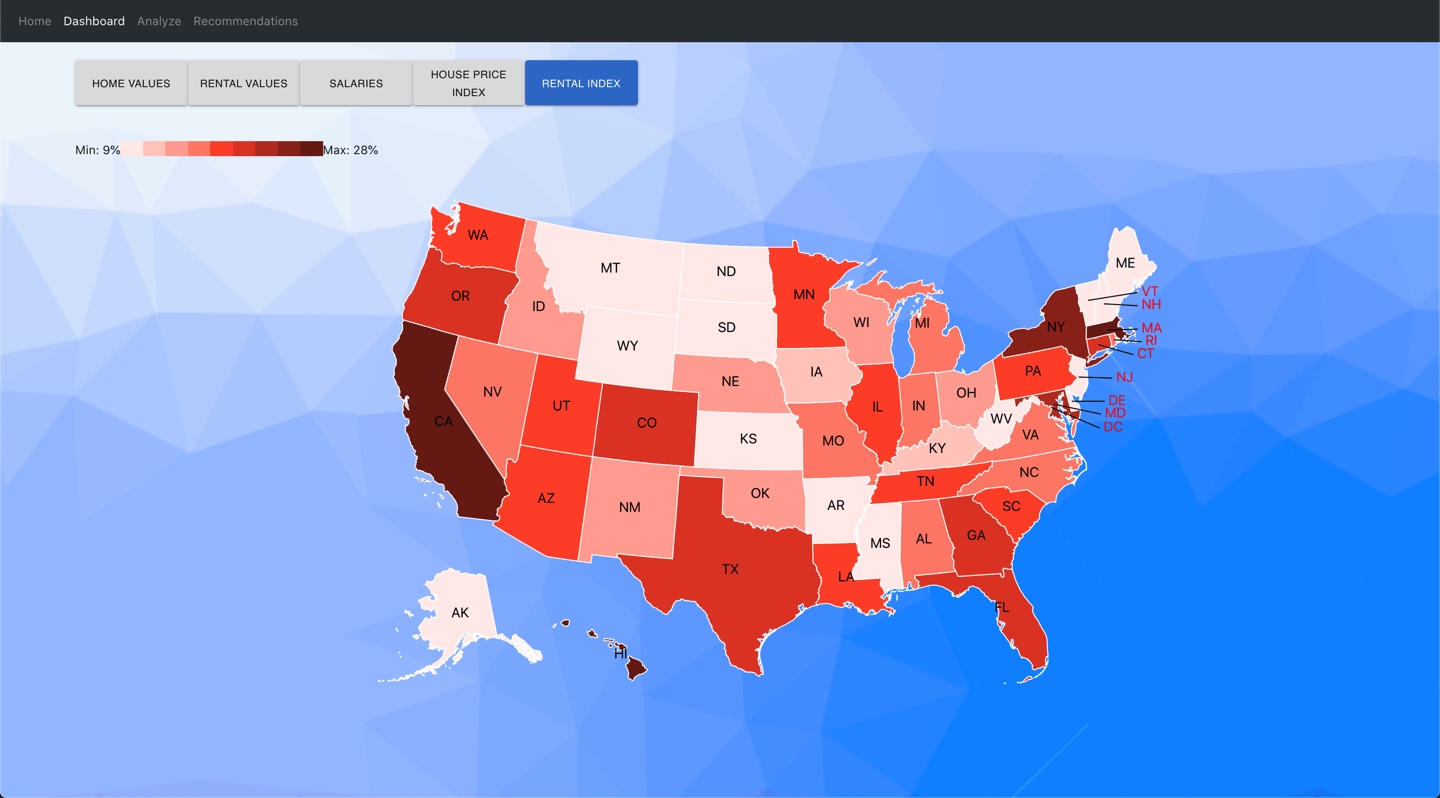 Home Dashboard Analyze Recommendations
HOME VALUES RENTAL VALUES SALARIES HOUSE PRICE INDEX RENTAL INDEX
Min: 9% Max: 28%
WA
MT
ND
MN
ME
OR
ID
SD
WI
MI
NY
VT
NH
MA
RI
CT
WY
IA
PA
NJ
NV
UT
CO
NE
IL
IN
OH
DE
MD
DC
CA
KS
MO
KY
WV
VA
AZ
NM
OK
AR
TN
NC
SC
TX
LA
MS
AL
GA
FL
AK
HI